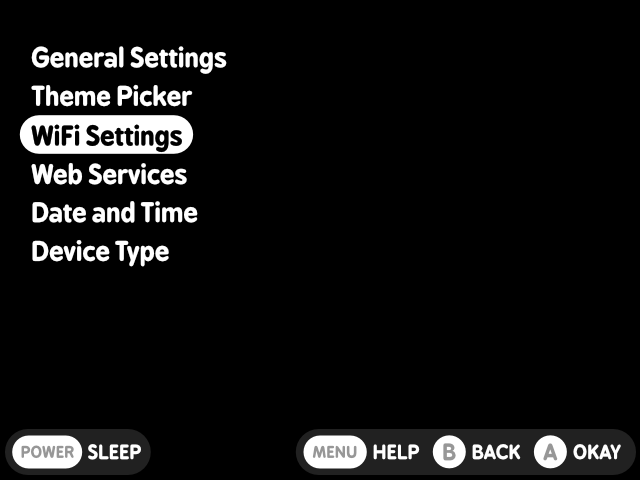 General Settings
Theme Picker
WiFi Settings
Web Services
Date and Time
Device Type
POWER SLEEP MENU HELP B BACK A OKAY